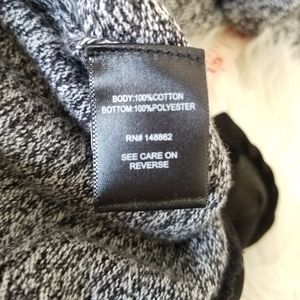 BODY:100%COTTON
BOTTOM:100%POLYESTER
RN# 148862
SEE CARE ON
REVERSE